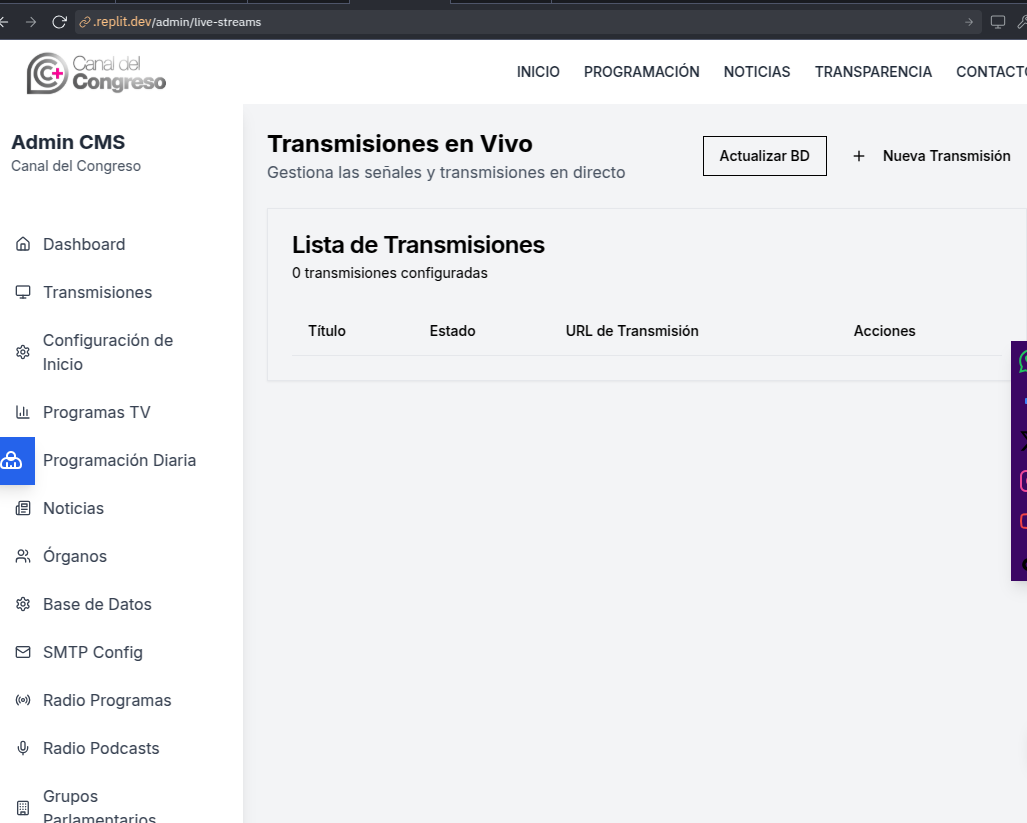 .replit.dev/admin/live-streams
Canal del
Congreso
INICIO
PROGRAMACIÓN
NOTICIAS
TRANSPARENCIA
CONTACTO
Admin CMS
Canal del Congreso
Transmisiones en Vivo
Gestiona las señales y transmisiones en directo
Actualizar BD
+ Nueva Transmisión
Lista de Transmisiones
0 transmisiones configuradas
Título
Estado
URL de Transmisión
Acciones
Dashboard
Transmisiones
Configuración de
Inicio
Programas TV
Programación Diaria
Noticias
Órganos
Base de Datos
SMTP Config
Radio Programas
Radio Podcasts
Grupos
Parlamentarios